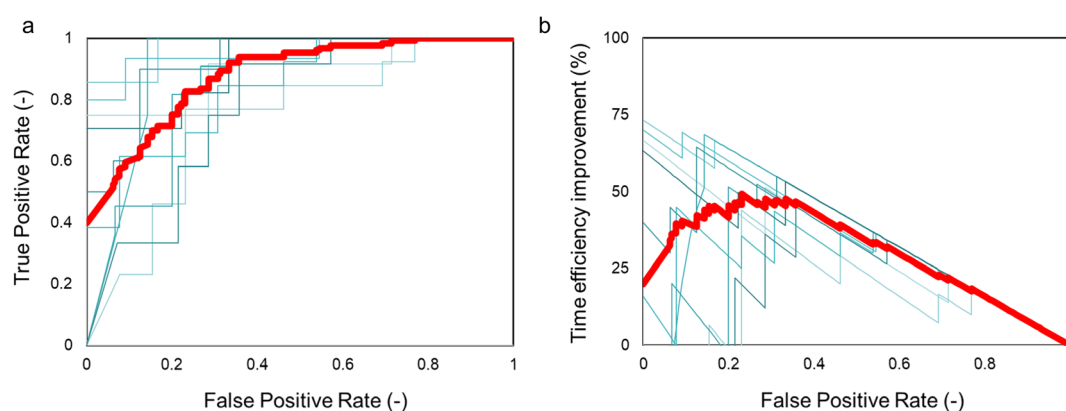 a
1
0.8
0.6
0.4
0.2
0
0 0.2 0.4 0.6 0.8 1
True Positive Rate (-)
False Positive Rate (-)
b
100
75
50
25
0
0 0.2 0.4 0.6 0.8
Time efficiency improvement (%)
False Positive Rate (-)